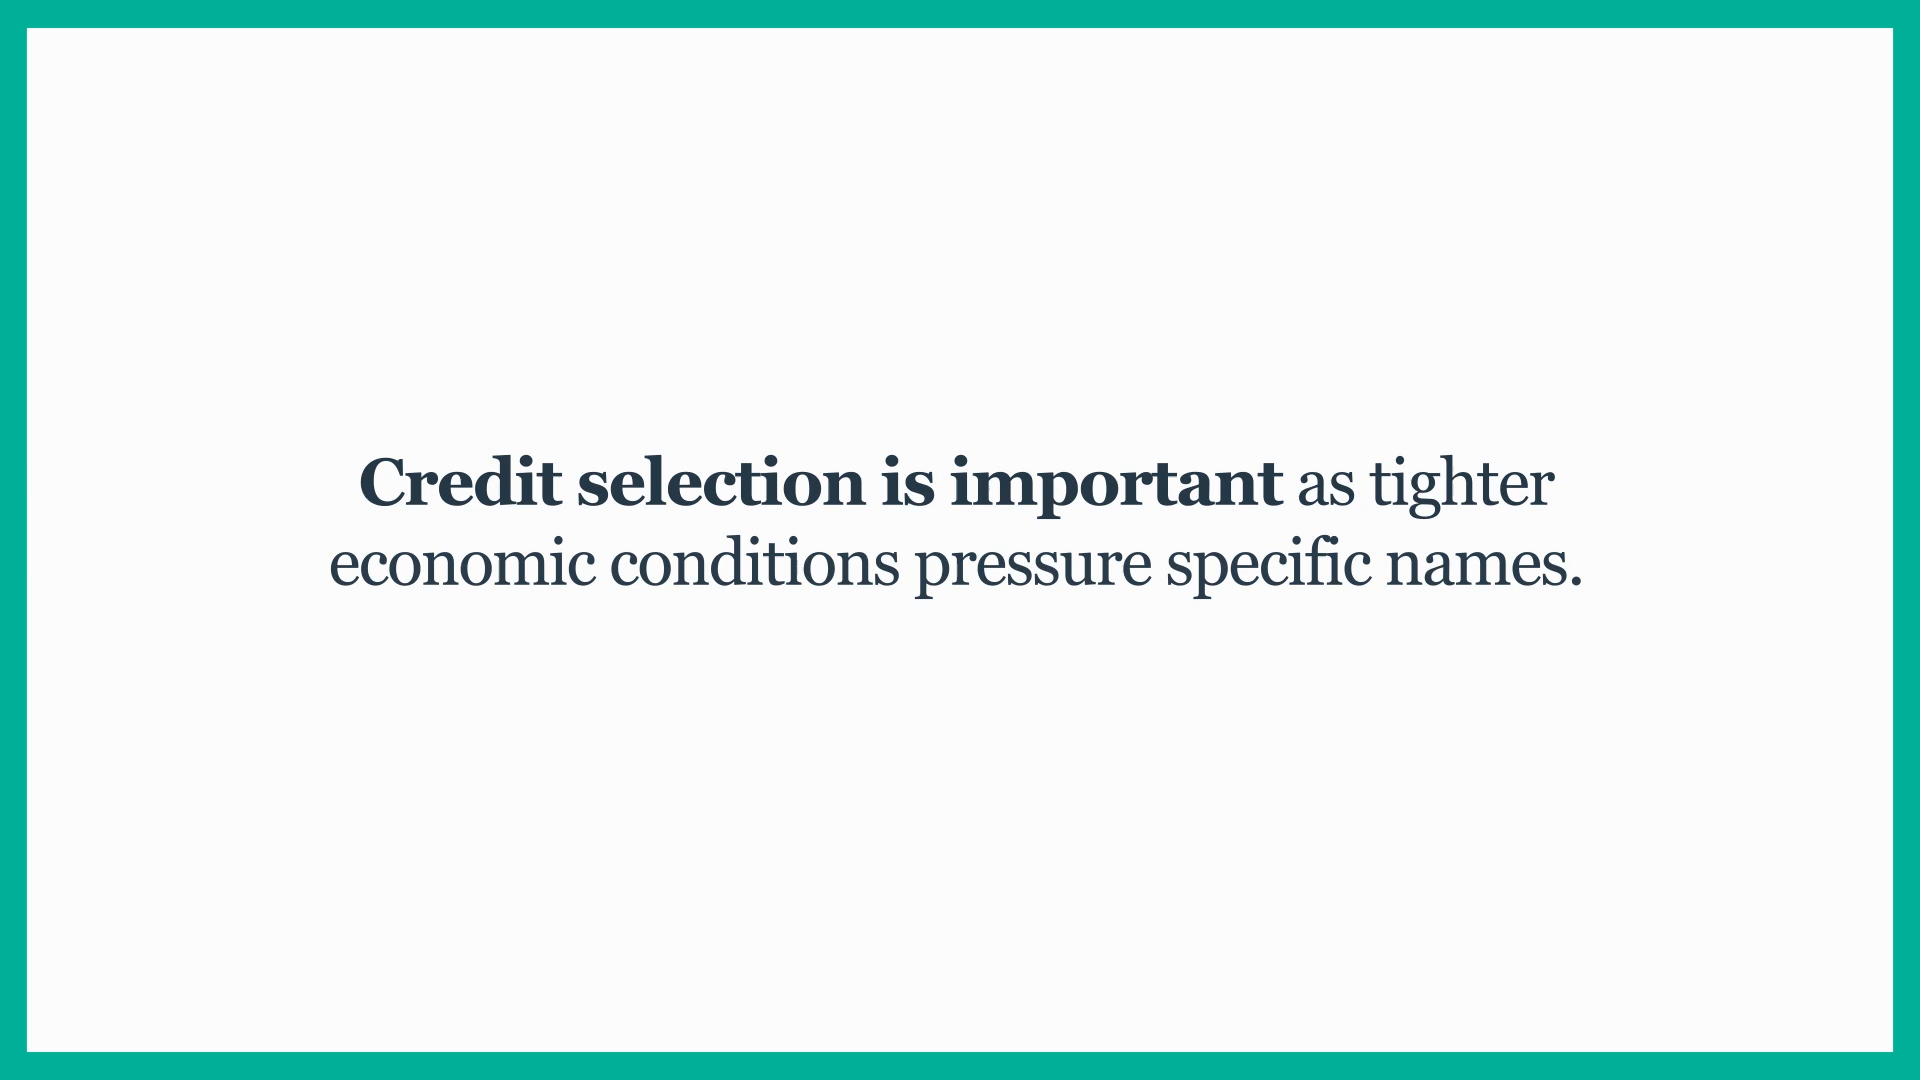 Credit selection is important as tighter
economic conditions pressure specific names.